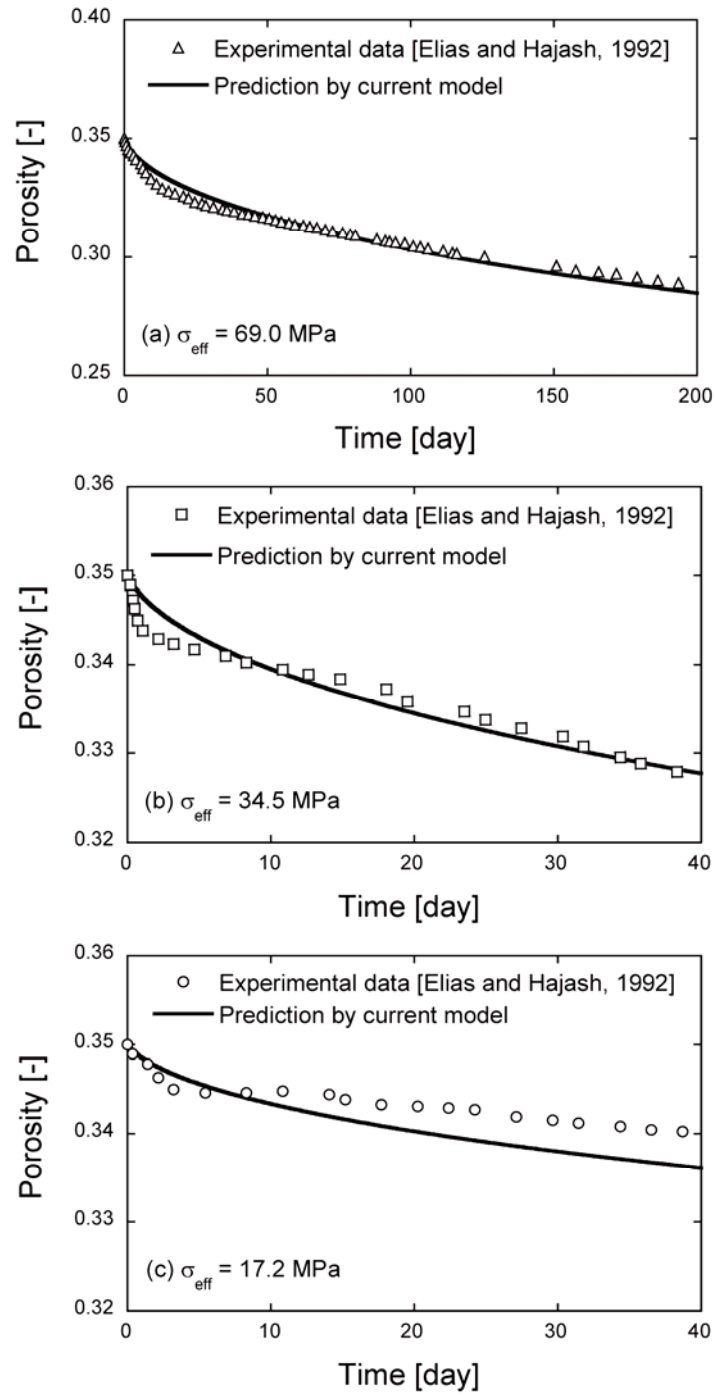 0.40
Experimental data [Elias and Hajash, 1992]
Prediction by current model
0.35
Porosity [-]
0.30
(a) σeff = 69.0 MPa
0.25
0 50 100 150 200
Time [day]
0.36
Experimental data [Elias and Hajash, 1992]
Prediction by current model
0.35
Porosity [-]
0.34
0.33
(b) σeff = 34.5 MPa
0.32
0 10 20 30 40
Time [day]
0.36
Experimental data [Elias and Hajash, 1992]
Prediction by current model
0.35
Porosity [-]
0.34
0.33
(c) σeff = 17.2 MPa
0.32
0 10 20 30 40
Time [day]